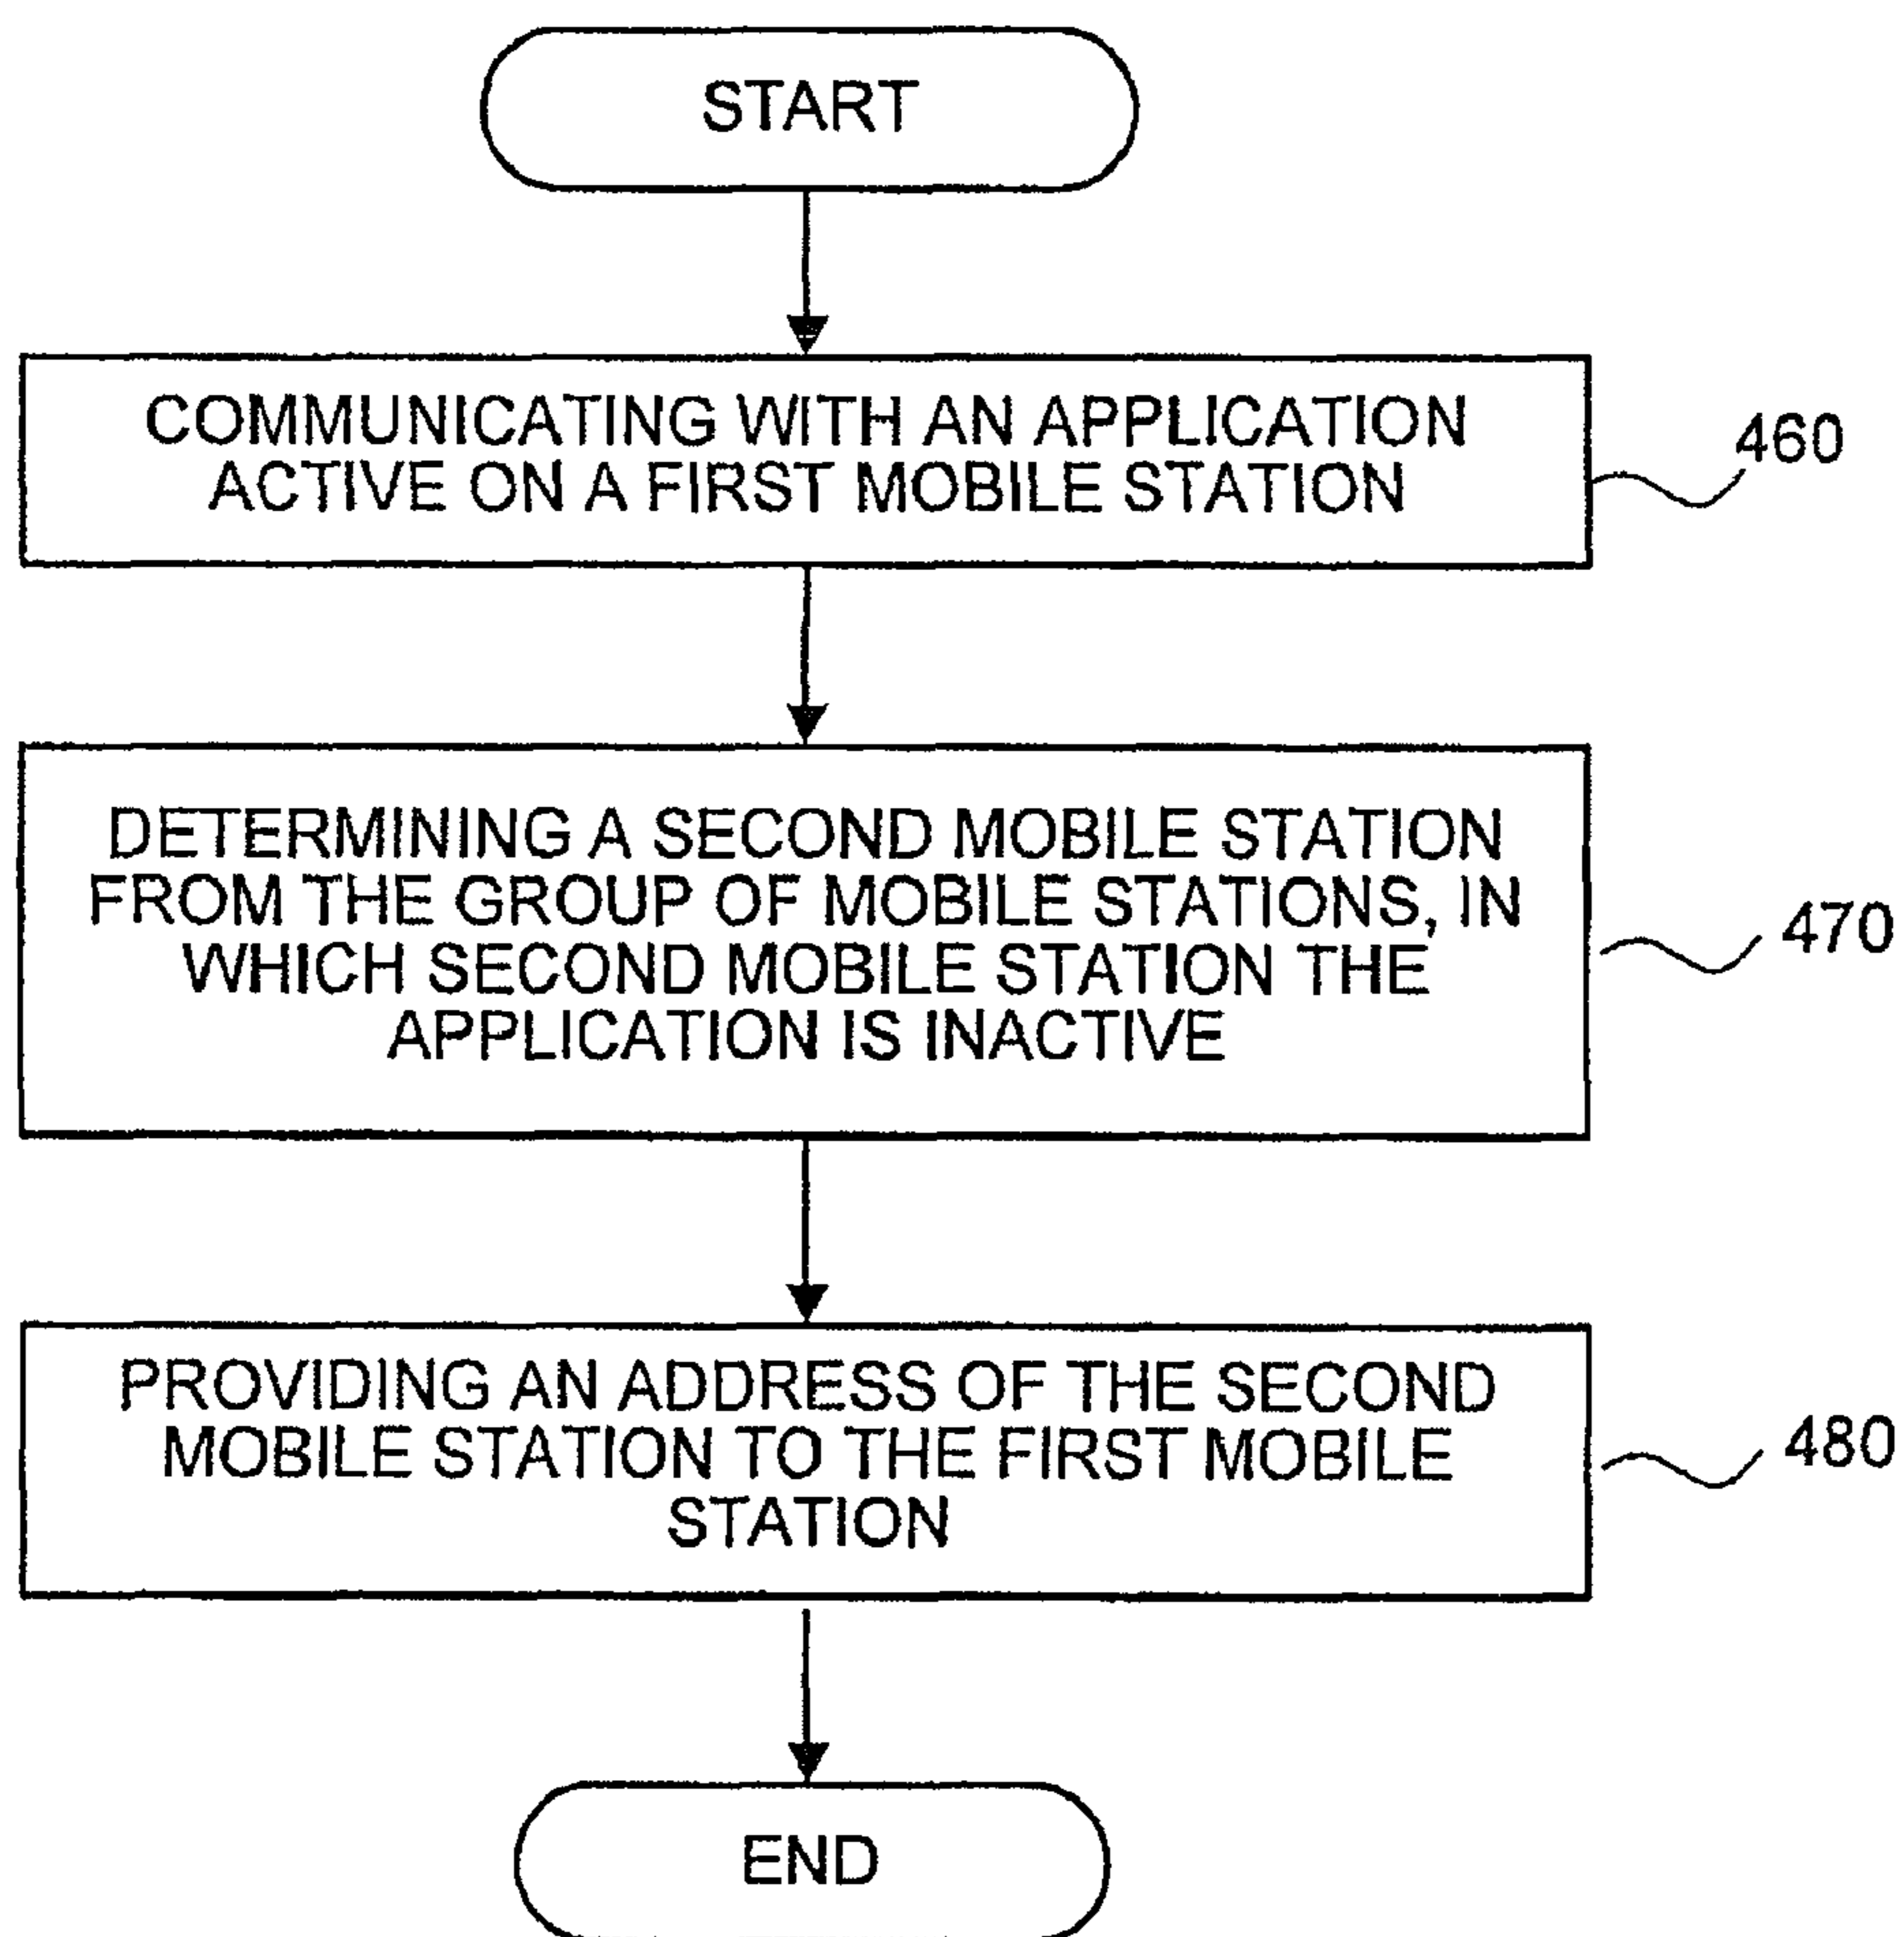 START
COMMUNICATING WITH AN APPLICATION
ACTIVE ON A FIRST MOBILE STATION
460
DETERMINING A SECOND MOBILE STATION
FROM THE GROUP OF MOBILE STATIONS, IN
WHICH SECOND MOBILE STATION THE
APPLICATION IS INACTIVE
470
PROVIDING AN ADDRESS OF THE SECOND
MOBILE STATION TO THE FIRST MOBILE
STATION
480
END